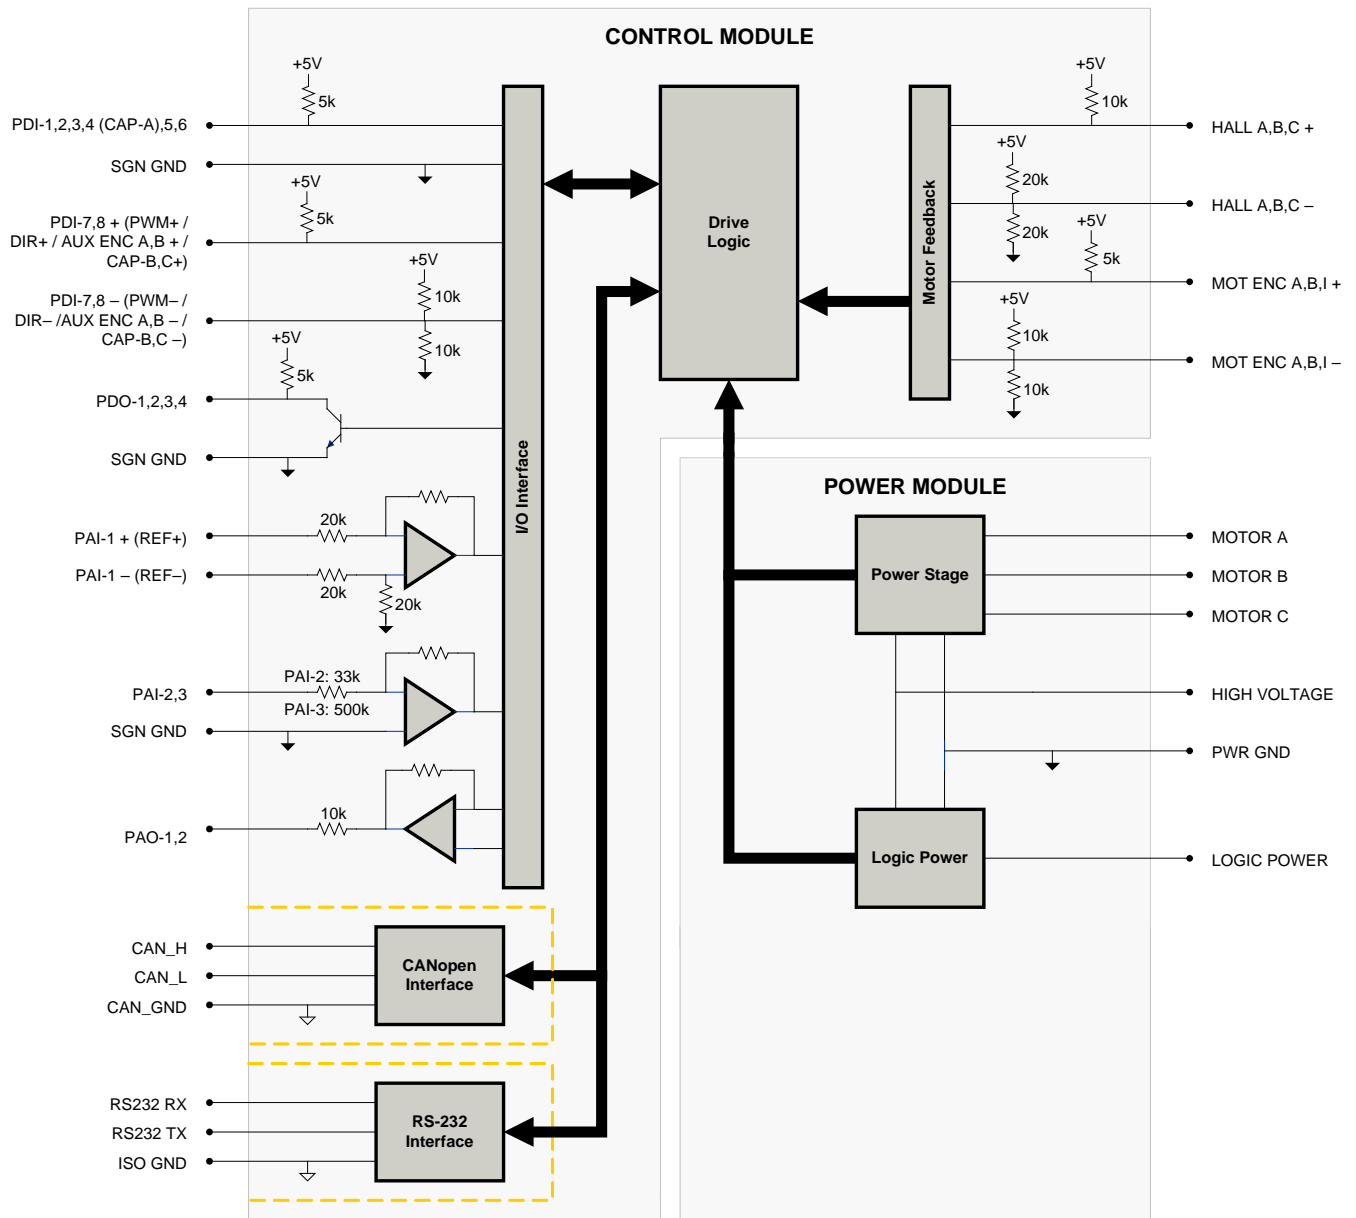 CONTROL MODULE
+5V
5k
PDI-1,2,3,4 (CAP-A),5,6
SGN GND
+5V
5k
PDI-7,8 + (PWM+ /
DIR+ / AUX ENC A,B + /
CAP-B,C+)
+5V
10k
10k
PDI-7,8 – (PWM– /
DIR– /AUX ENC A,B – /
CAP-B,C –)
+5V
5k
PDO-1,2,3,4
SGN GND
20k
PAI-1 + (REF+)
PAI-1 – (REF–)
20k
20k
PAI-2: 33k
PAI-2,3
PAI-3: 500k
SGN GND
10k
PAO-1,2
I/O Interface
Drive
Logic
Motor Feedback
+5V
10k
HALL A,B,C +
+5V
20k
HALL A,B,C –
20k
+5V
5k
MOT ENC A,B,I +
+5V
10k
MOT ENC A,B,I –
10k
POWER MODULE
Power Stage
MOTOR A
MOTOR B
MOTOR C
HIGH VOLTAGE
PWR GND
Logic Power
LOGIC POWER
CAN_H
CAN_L
CAN_GND
CANopen
Interface
RS232 RX
RS232 TX
ISO GND
RS-232
Interface